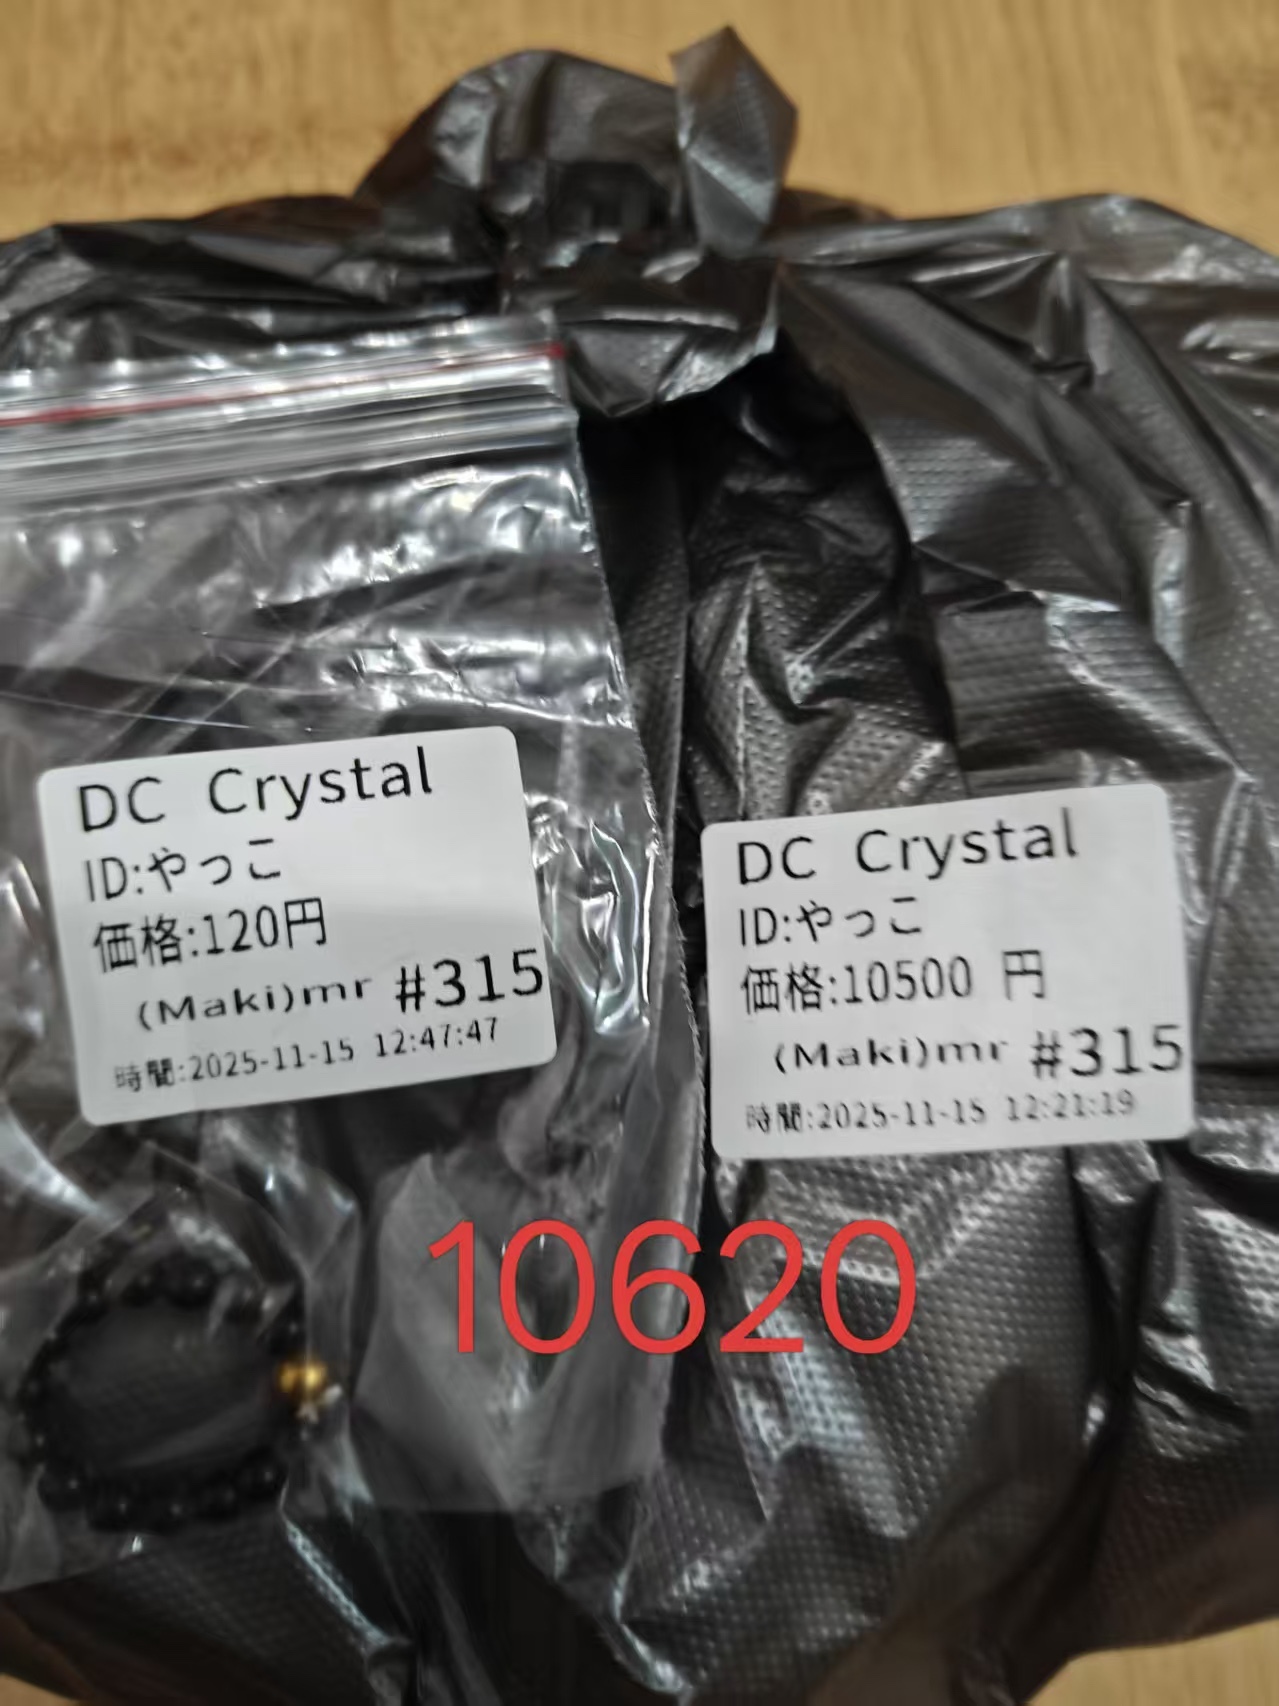 DC Crystal
ID:やっこ
価格:120円
(Maki)mr #315
時間:2025-11-15 12:47:47
DC Crystal
ID:やっこ
価格:10500 円
(Maki)mr #315
時間:2025-11-15 12:21:19
10620